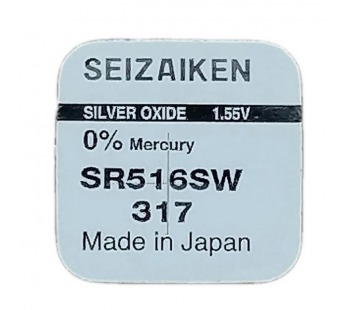 SEIZAIKEN
SILVER OXIDE 1.55V
0% Mercury
SR516SW
317
Made in Japan